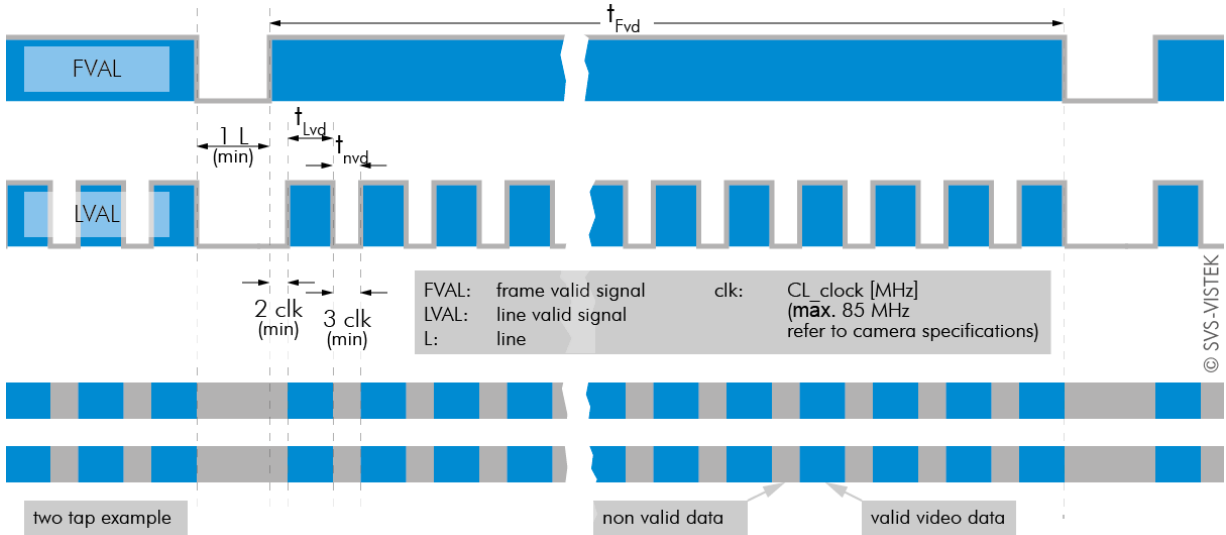 tFvd
FVAL
1 L
(min)
tLvd
tnvd
LVAL
2 clk
(min)
3 clk
(min)
FVAL: frame valid signal clk: CL_clock [MHz]
LVAL: line valid signal (max. 85 MHz
L: line refer to camera specifications)
© SVS-VISTEK
two tap example
non valid data
valid video data